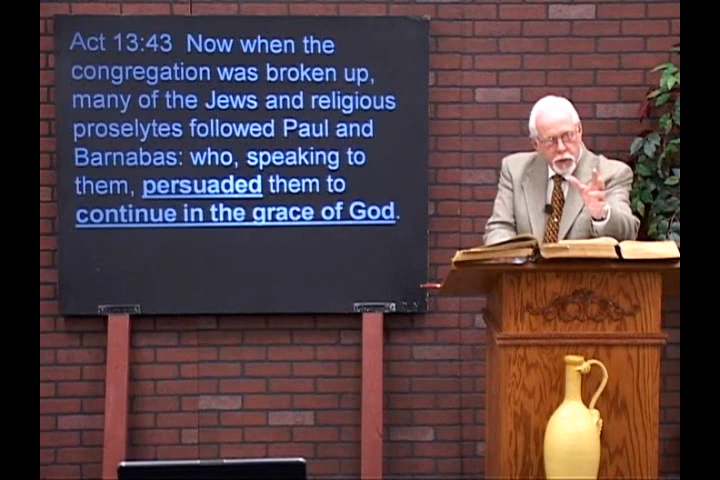 Act 13:43 Now when the
congregation was broken up,
many of the Jews and religious
proselytes followed Paul and
Barnabas: who, speaking to
them, persuaded them to
continue in the grace of God.